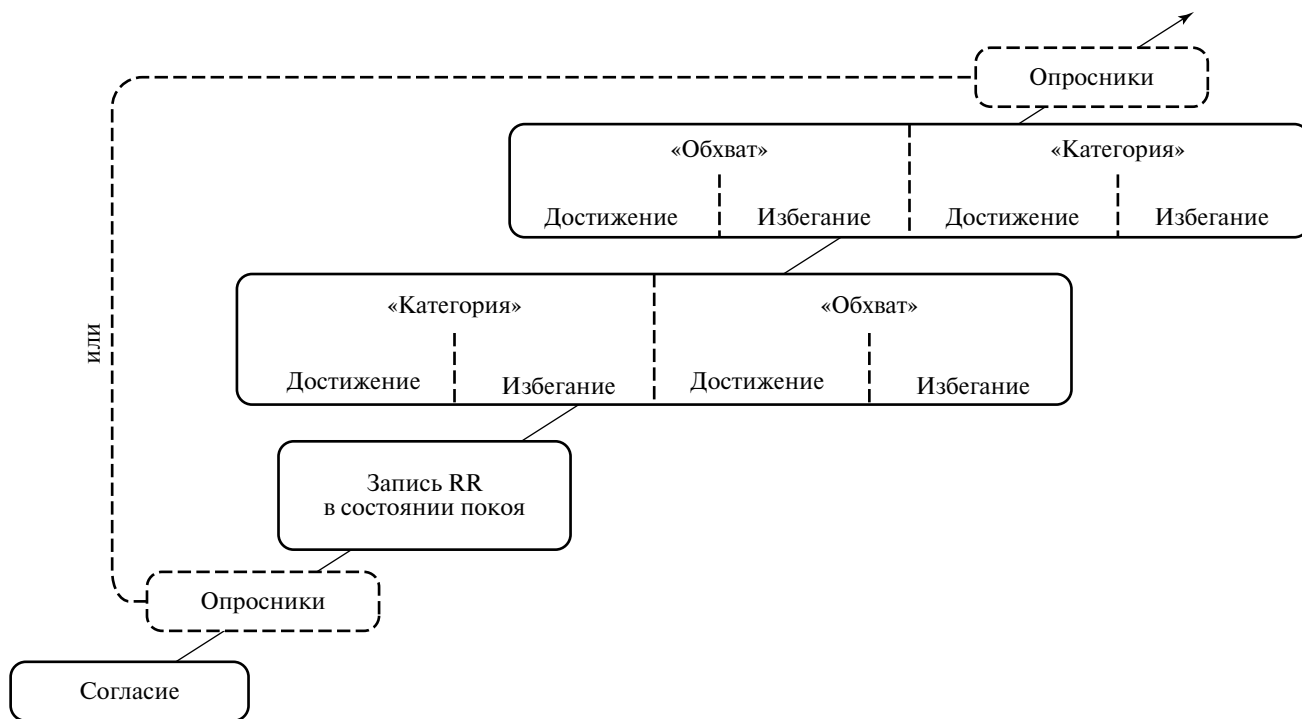 Опросники
«Обхват» «Категория»
Достижение Избегание Достижение Избегание
«Категория» «Обхват»
или
Достижение Избегание Достижение Избегание
Запись RR
в состоянии покоя
Опросники
Согласие